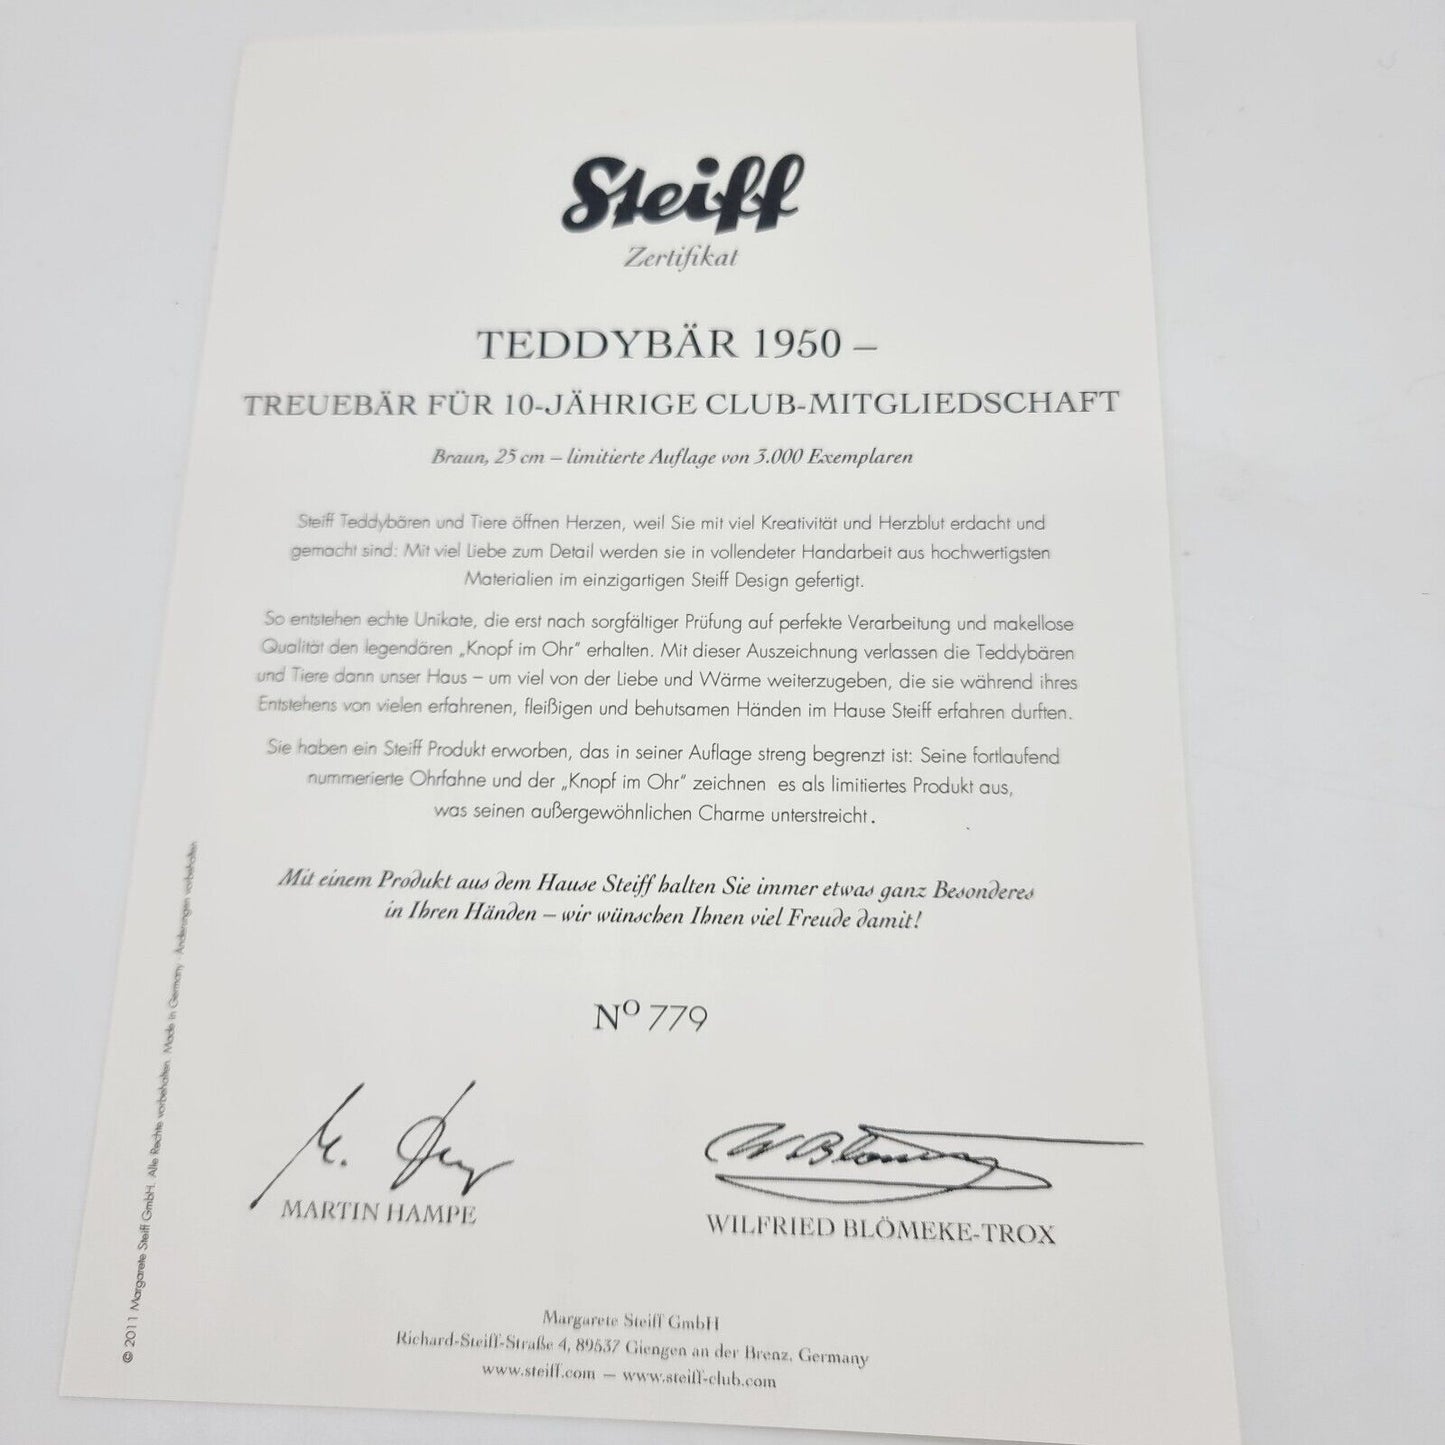 Steiff
Zertifikat
TEDDYBÄR 1950 –
TREUEBÄR FÜR 10-JÄHRIGE CLUB-MITGLIEDSCHAFT
Braun, 25 cm – limitierte Auflage von 3.000 Exemplaren
Steiff Teddybären und Tiere öffnen Herzen, weil Sie mit viel Kreativität und Herzblut erdacht und
gemacht sind: Mit viel Liebe zum Detail werden sie in vollendeter Handarbeit aus hochwertigsten
Materialien im einzigartigen Steiff Design gefertigt.
So entstehen echte Unikate, die erst nach sorgfältiger Prüfung auf perfekte Verarbeitung und makellose
Qualität den legendären „Knopf im Ohr“ erhalten. Mit dieser Auszeichnung verlassen die Teddybären
und Tiere dann unser Haus – um viel von der Liebe und Wärme weiterzugeben, die sie während ihres
Entstehens von vielen erfahrenen, fleißigen und behutsamen Händen im Hause Steiff erfahren durften.
Sie haben ein Steiff Produkt erworben, das in seiner Auflage streng begrenzt ist: Seine fortlaufend
nummerierte Ohrfahne und der „Knopf im Ohr“ zeichnen es als limitiertes Produkt aus,
was seinen außergewöhnlichen Charme unterstreicht.
Mit einem Produkt aus dem Hause Steiff halten Sie immer etwas ganz Besonderes
in Ihren Händen – wir wünschen Ihnen viel Freude damit!
Nº 779
MARTIN HAMPE
WILFRIED BLÖMEKE-TROX
Margarete Steiff GmbH
Richard-Steiff-Straße 4, 89537 Giengen an der Brenz, Germany
www.steiff.com — www.steiff-club.com
© 2011 Margarete Steiff GmbH. Alle Rechte vorbehalten. Made in Germany. Änderungen vorbehalten.